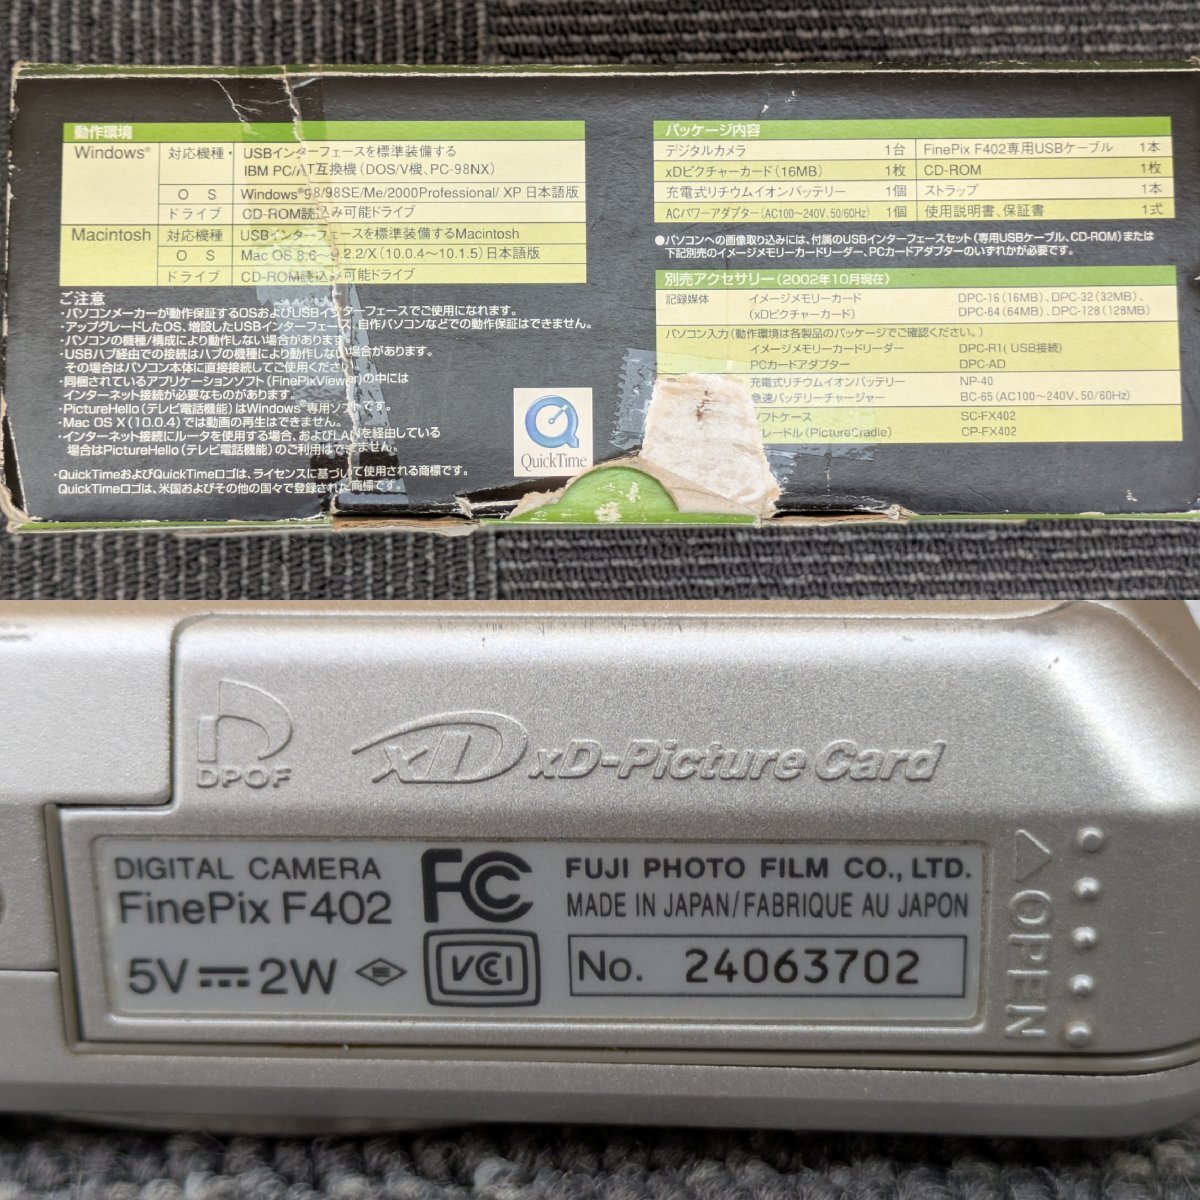 動作環境
Windows® 対応機種・ USBインターフェースを標準装備する
IBM PC/AT互換機(DOS/V機、PC-98NX)
OS Windows®98/98SE/Me/2000Professional/ XP 日本語版
ドライブ CD-ROM読込み可能ドライブ
Macintosh 対応機種 USBインターフェースを標準装備するMacintosh
OS Mac OS 8.6〜9.2.2/X(10.0.4〜10.1.5)日本語版
ドライブ CD-ROM読込み可能ドライブ
ご注意
・パソコンメーカーが動作保証するOSおよびUSBインターフェースでご使用になれます。
・アップグレードしたOS、増設したUSBインターフェース、自作パソコンなどでの動作保証はできません。
・パソコンの機種/構成により動作しない場合があります。
・USBハブ経由での接続はハブの機種により動作しない場合があります。
その場合はパソコン本体に直接接続してご使用ください。
・同梱されているアプリケーションソフト(FinePixViewer)の中には
インターネット接続が必要なものがあります。
・PictureHello(テレビ電話機能)はWindows®専用ソフトです。
・Mac OS X(10.0.4)では動画の再生はできません。
・インターネット接続にルータを使用する場合、およびLANを経由している
場合はPictureHello(テレビ電話機能)のご利用はできません。
・QuickTimeおよびQuickTimeロゴは、ライセンスに基づいて使用される商標です。
QuickTimeロゴは、米国およびその他の国々で登録された商標です。
QuickTime
パッケージ内容
デジタルカメラ 1台 FinePix F402専用USBケーブル 1本
xDピクチャーカード(16MB) 1枚 CD-ROM 1枚
充電式リチウムイオンバッテリー 1個 ストラップ 1本
ACパワーアダプター(AC100〜240V、50/60Hz) 1個 使用説明書、保証書 1式
●パソコンへの画像取り込みには、付属のUSBインターフェースセット(専用USBケーブル、CD-ROM)または
下記別売のイメージメモリーカードリーダー、PCカードアダプターのいずれかが必要です。
別売アクセサリー(2002年10月現在)
記録媒体 イメージメモリーカード DPC-16(16MB)、DPC-32(32MB)、
(xDピクチャーカード) DPC-64(64MB)、DPC-128(128MB)
パソコン入力(動作環境は各製品のパッケージでご確認ください。)
イメージメモリーカードリーダー DPC-R1(USB接続)
PCカードアダプター DPC-AD
充電式リチウムイオンバッテリー NP-40
急速バッテリーチャージャー BC-65(AC100〜240V、50/60Hz)
ソフトケース SC-FX402
レードル(PictureCradle) CP-FX402
DPOF
xD xD-Picture Card
DIGITAL CAMERA
FinePix F402
5V 2W
FC
VCCI
FUJI PHOTO FILM CO., LTD.
MADE IN JAPAN/FABRIQUE AU JAPON
No. 24063702
OPEN